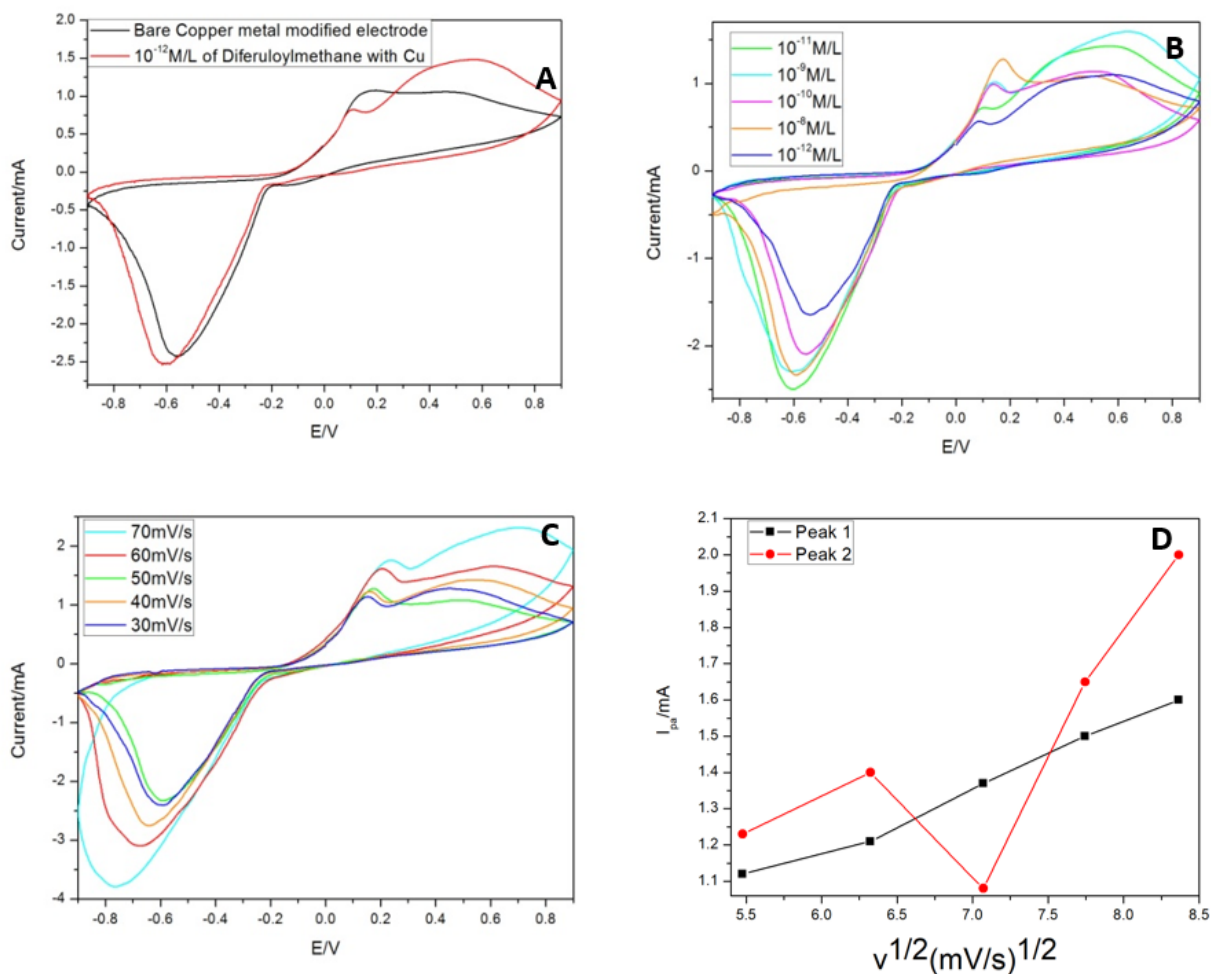 A
Bare Copper metal modified electrode
10⁻¹²M/L of Diferuloylmethane with Cu
2.0
1.5
1.0
0.5
0.0
-0.5
-1.0
-1.5
-2.0
-2.5
Current/mA
-0.8 -0.6 -0.4 -0.2 0.0 0.2 0.4 0.6 0.8
E/V
B
10⁻¹¹M/L
10⁻⁹M/L
10⁻¹⁰M/L
10⁻⁸M/L
10⁻¹²M/L
1
0
-1
-2
Current/mA
-0.8 -0.6 -0.4 -0.2 0.0 0.2 0.4 0.6 0.8
E/V
C
70mV/s
60mV/s
50mV/s
40mV/s
30mV/s
2
1
0
-1
-2
-3
-4
Current/mA
-0.8 -0.6 -0.4 -0.2 0.0 0.2 0.4 0.6 0.8
E/V
D
Peak 1
Peak 2
2.1
2.0
1.9
1.8
1.7
1.6
1.5
1.4
1.3
1.2
1.1
I_pa/mA
5.5 6.0 6.5 7.0 7.5 8.0 8.5
v^1/2(mV/s)^1/2